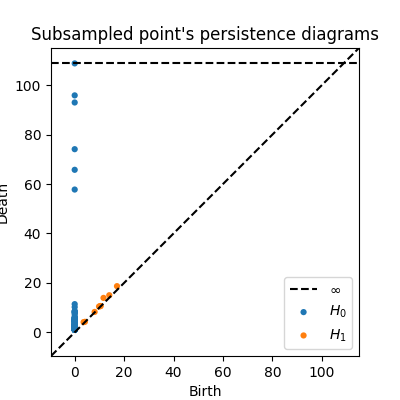 Subsampled point's persistence diagrams
100
80
60
40
20
0
Death
0 20 40 60 80 100
Birth
∞
H₀
H₁